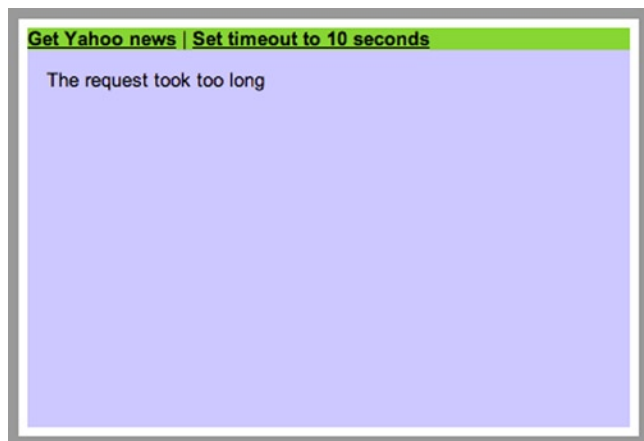 Get Yahoo news | Set timeout to 10 seconds
The request took too long